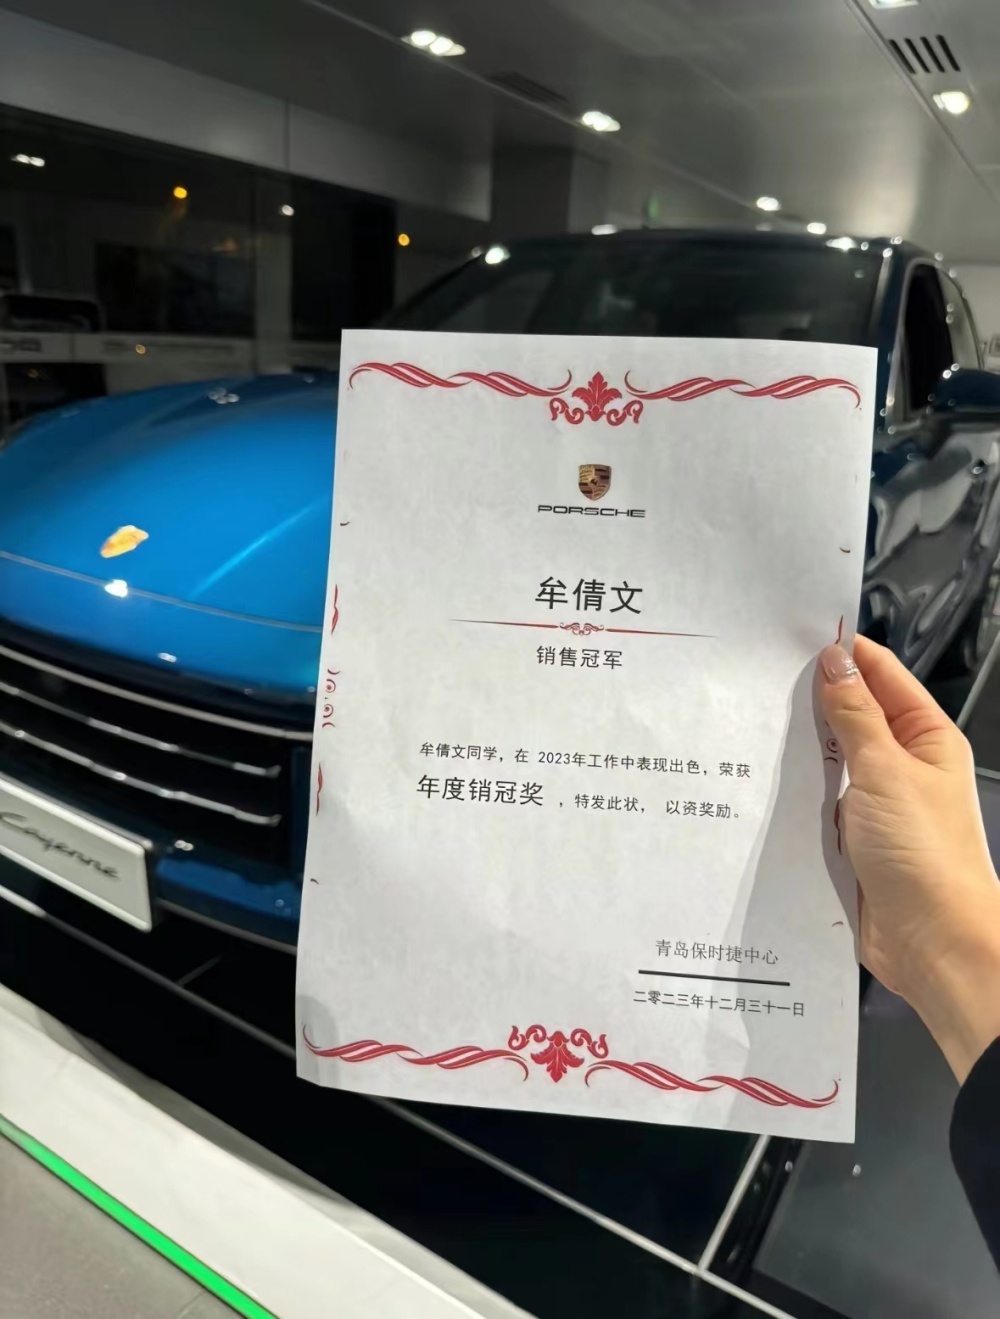 PORSCHE
牟倩文
销售冠军
牟倩文同学，在 2023年工作中表现出色，荣获
年度销冠奖 ，特发此状， 以资奖励。
青岛保时捷中心
二零二三年十二月三十一日
Cayenne